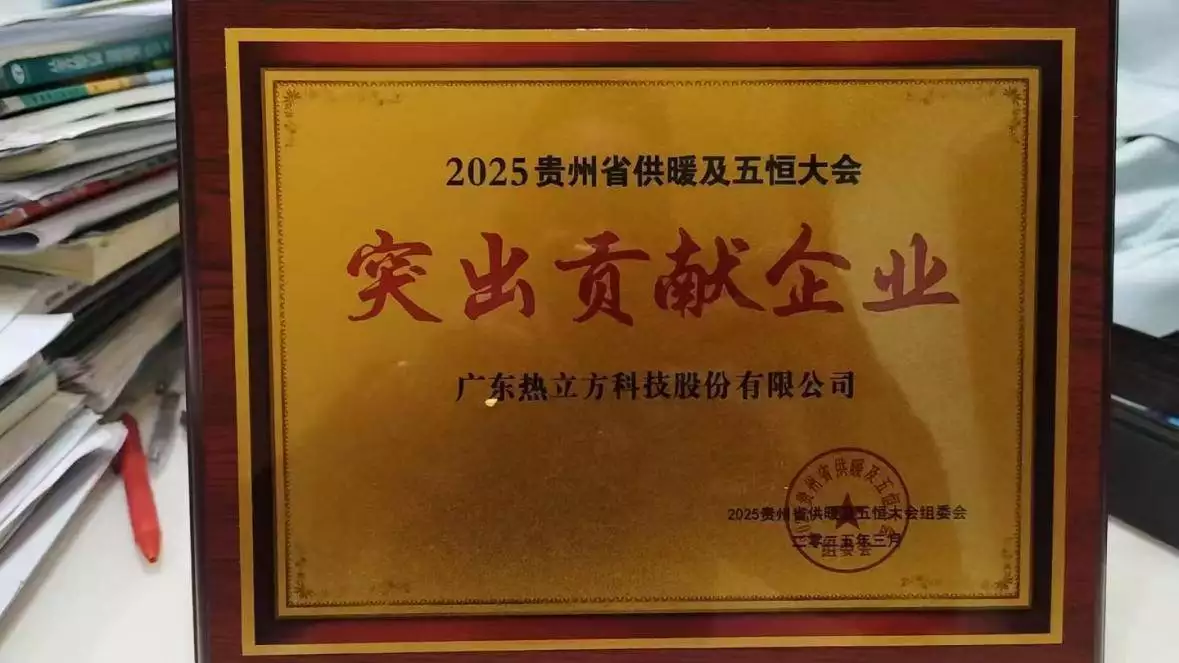 2025贵州省供暖及五恒大会
突出贡献企业
广东热立方科技股份有限公司
2025贵州省供暖及五恒大会组委会
二零二五年三月
组委会